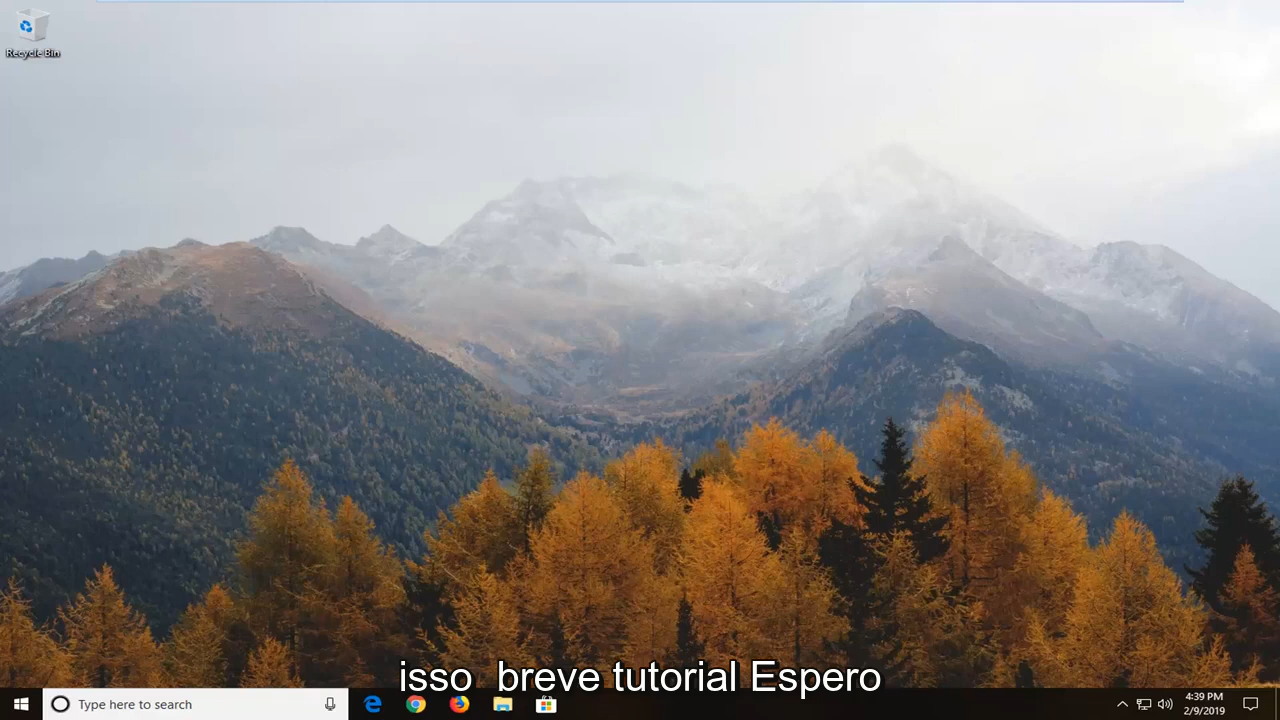 Recycle Bin
isso  breve tutorial Espero
Type here to search
4:39 PM
2/9/2019